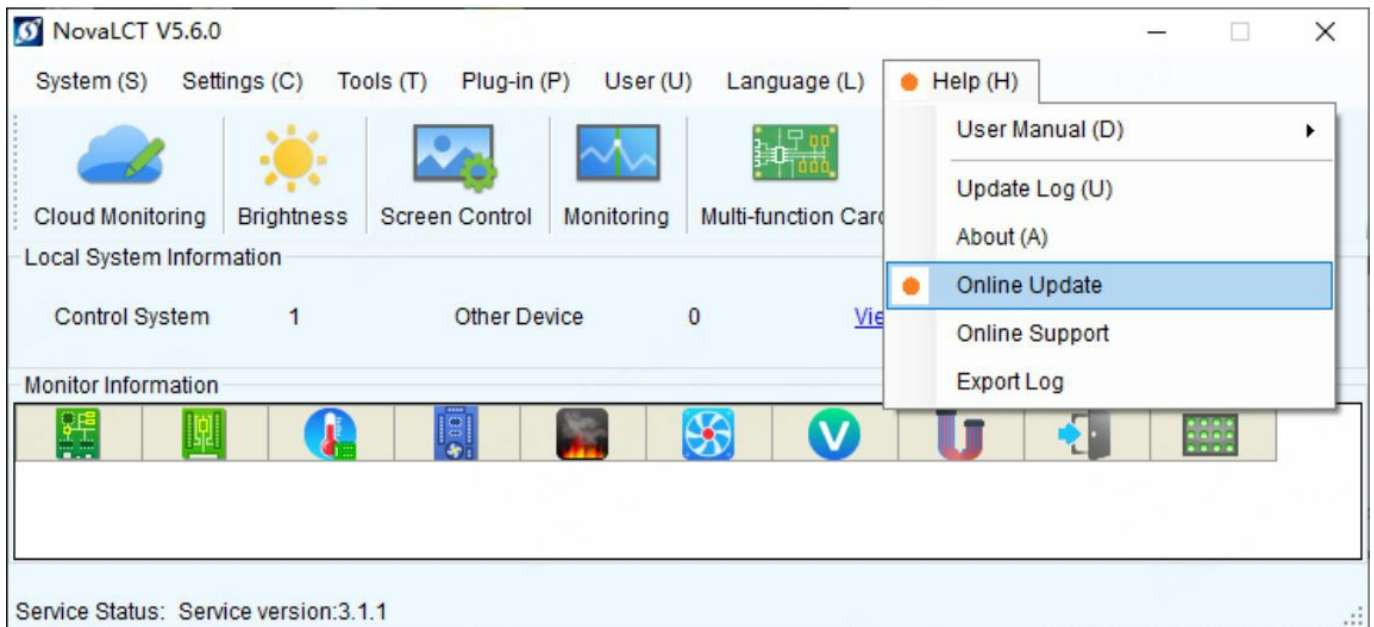 NovaLCT V5.6.0
System (S) Settings (C) Tools (T) Plug-in (P) User (U) Language (L) Help (H)
User Manual (D)
Update Log (U)
About (A)
Online Update
Online Support
Export Log
Cloud Monitoring Brightness Screen Control Monitoring Multi-function Card
Local System Information
Control System 1 Other Device 0
Monitor Information
V
Service Status: Service version:3.1.1